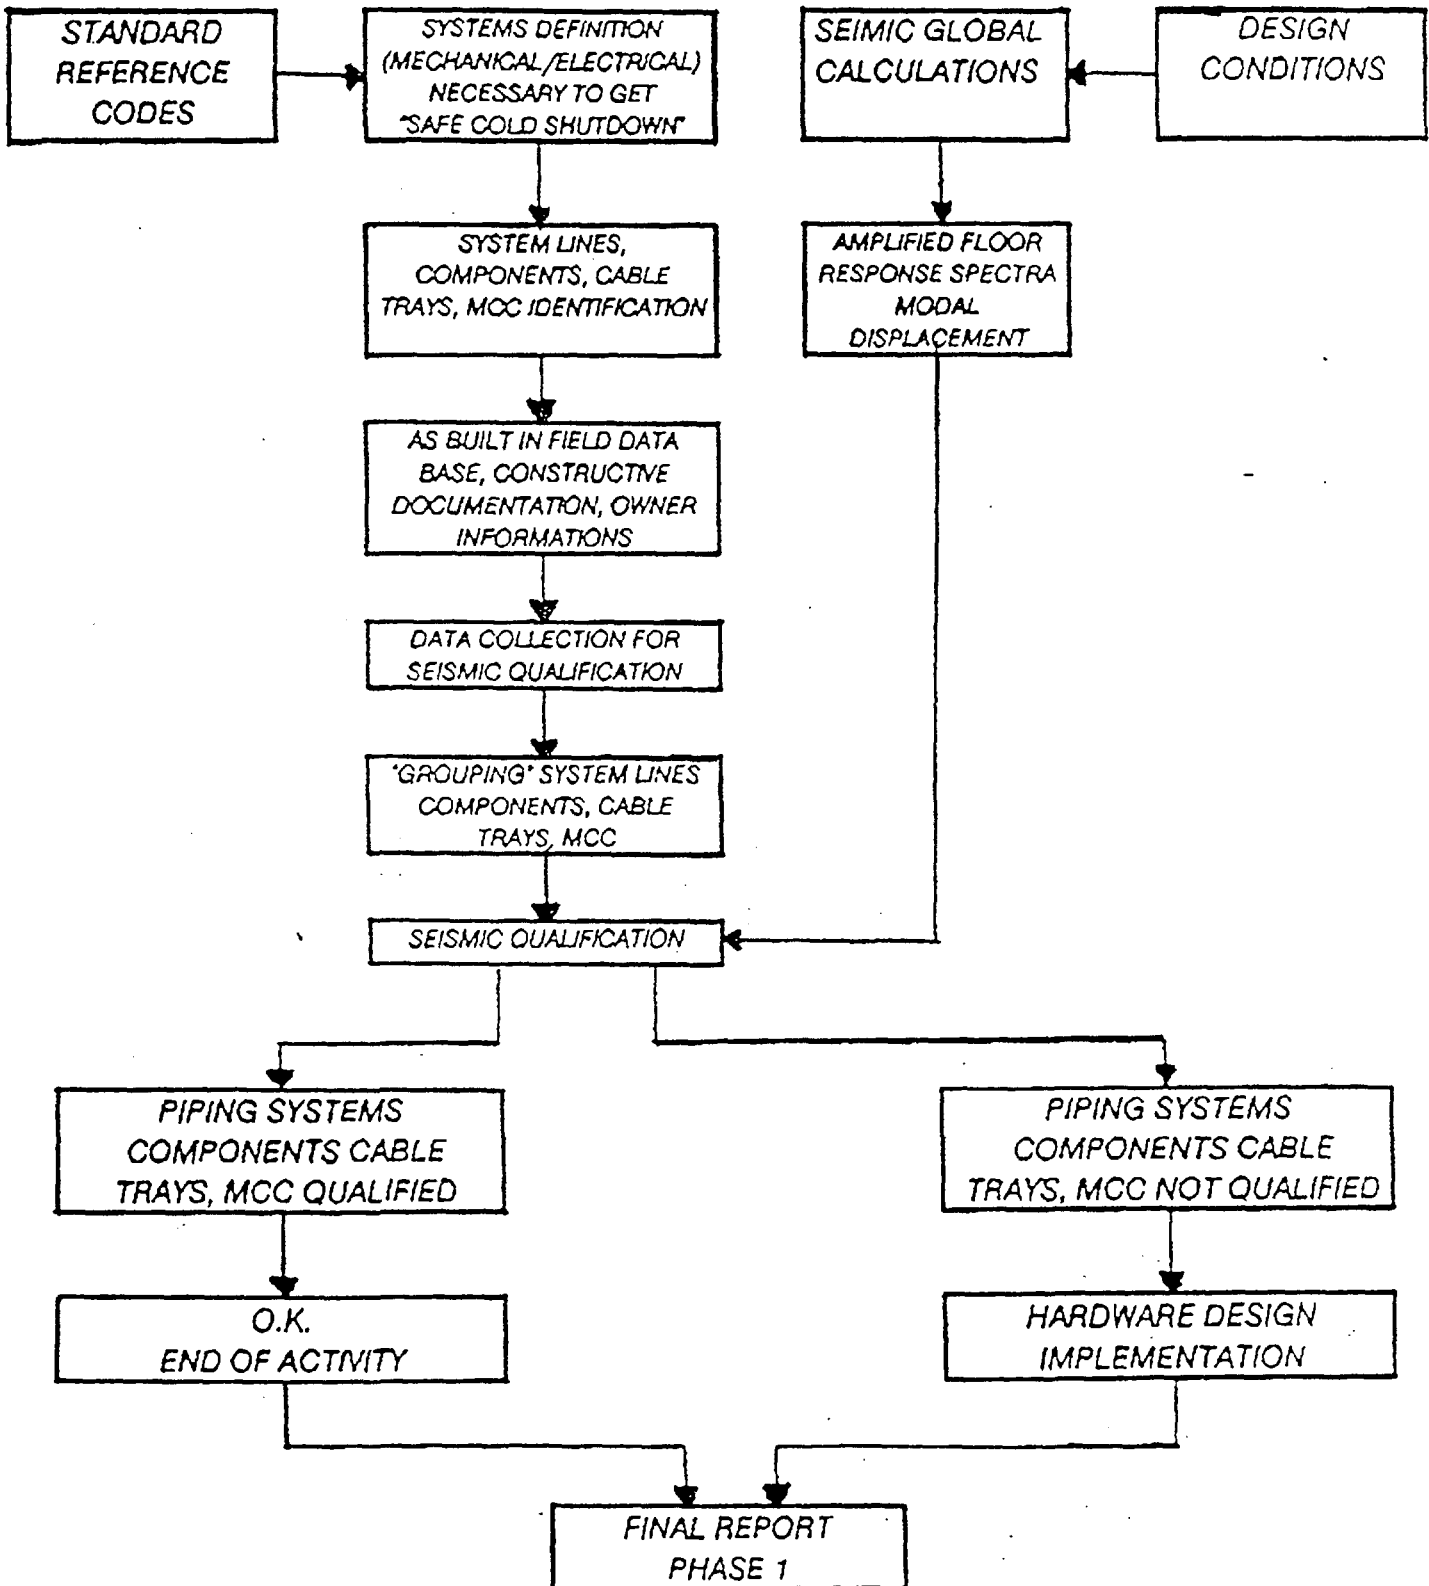 STANDARD
REFERENCE
CODES
SYSTEMS DEFINITION
(MECHANICAL/ELECTRICAL)
NECESSARY TO GET
"SAFE COLD SHUTDOWN"
SEIMIC GLOBAL
CALCULATIONS
DESIGN
CONDITIONS
SYSTEM LINES,
COMPONENTS, CABLE
TRAYS, MCC IDENTIFICATION
AMPLIFIED FLOOR
RESPONSE SPECTRA
MODAL
DISPLACEMENT
AS BUILT IN FIELD DATA
BASE, CONSTRUCTIVE
DOCUMENTATION, OWNER
INFORMATIONS
DATA COLLECTION FOR
SEISMIC QUALIFICATION
"GROUPING" SYSTEM LINES
COMPONENTS, CABLE
TRAYS, MCC
SEISMIC QUALIFICATION
PIPING SYSTEMS
COMPONENTS CABLE
TRAYS, MCC QUALIFIED
PIPING SYSTEMS
COMPONENTS CABLE
TRAYS, MCC NOT QUALIFIED
O.K.
END OF ACTIVITY
HARDWARE DESIGN
IMPLEMENTATION
FINAL REPORT
PHASE 1